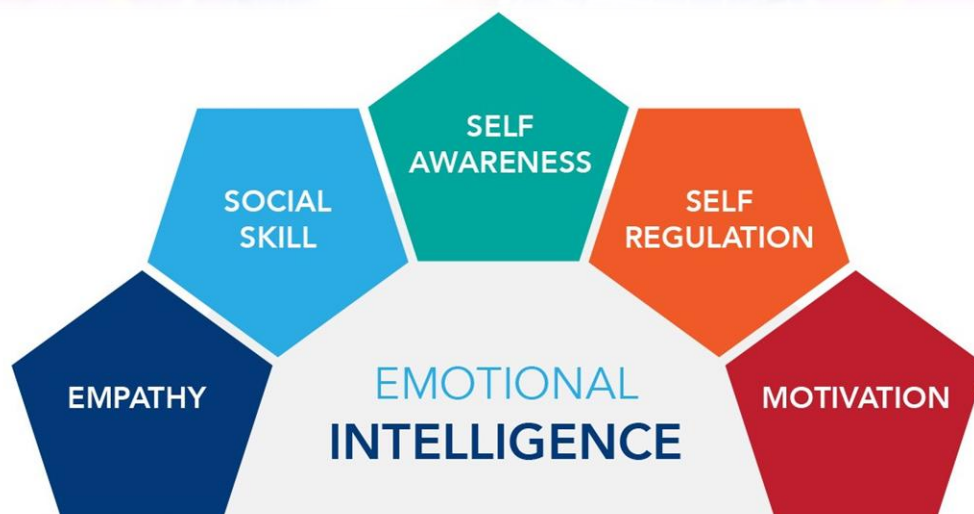 SELF
AWARENESS
SOCIAL
SKILL
SELF
REGULATION
EMPATHY
EMOTIONAL
INTELLIGENCE
MOTIVATION